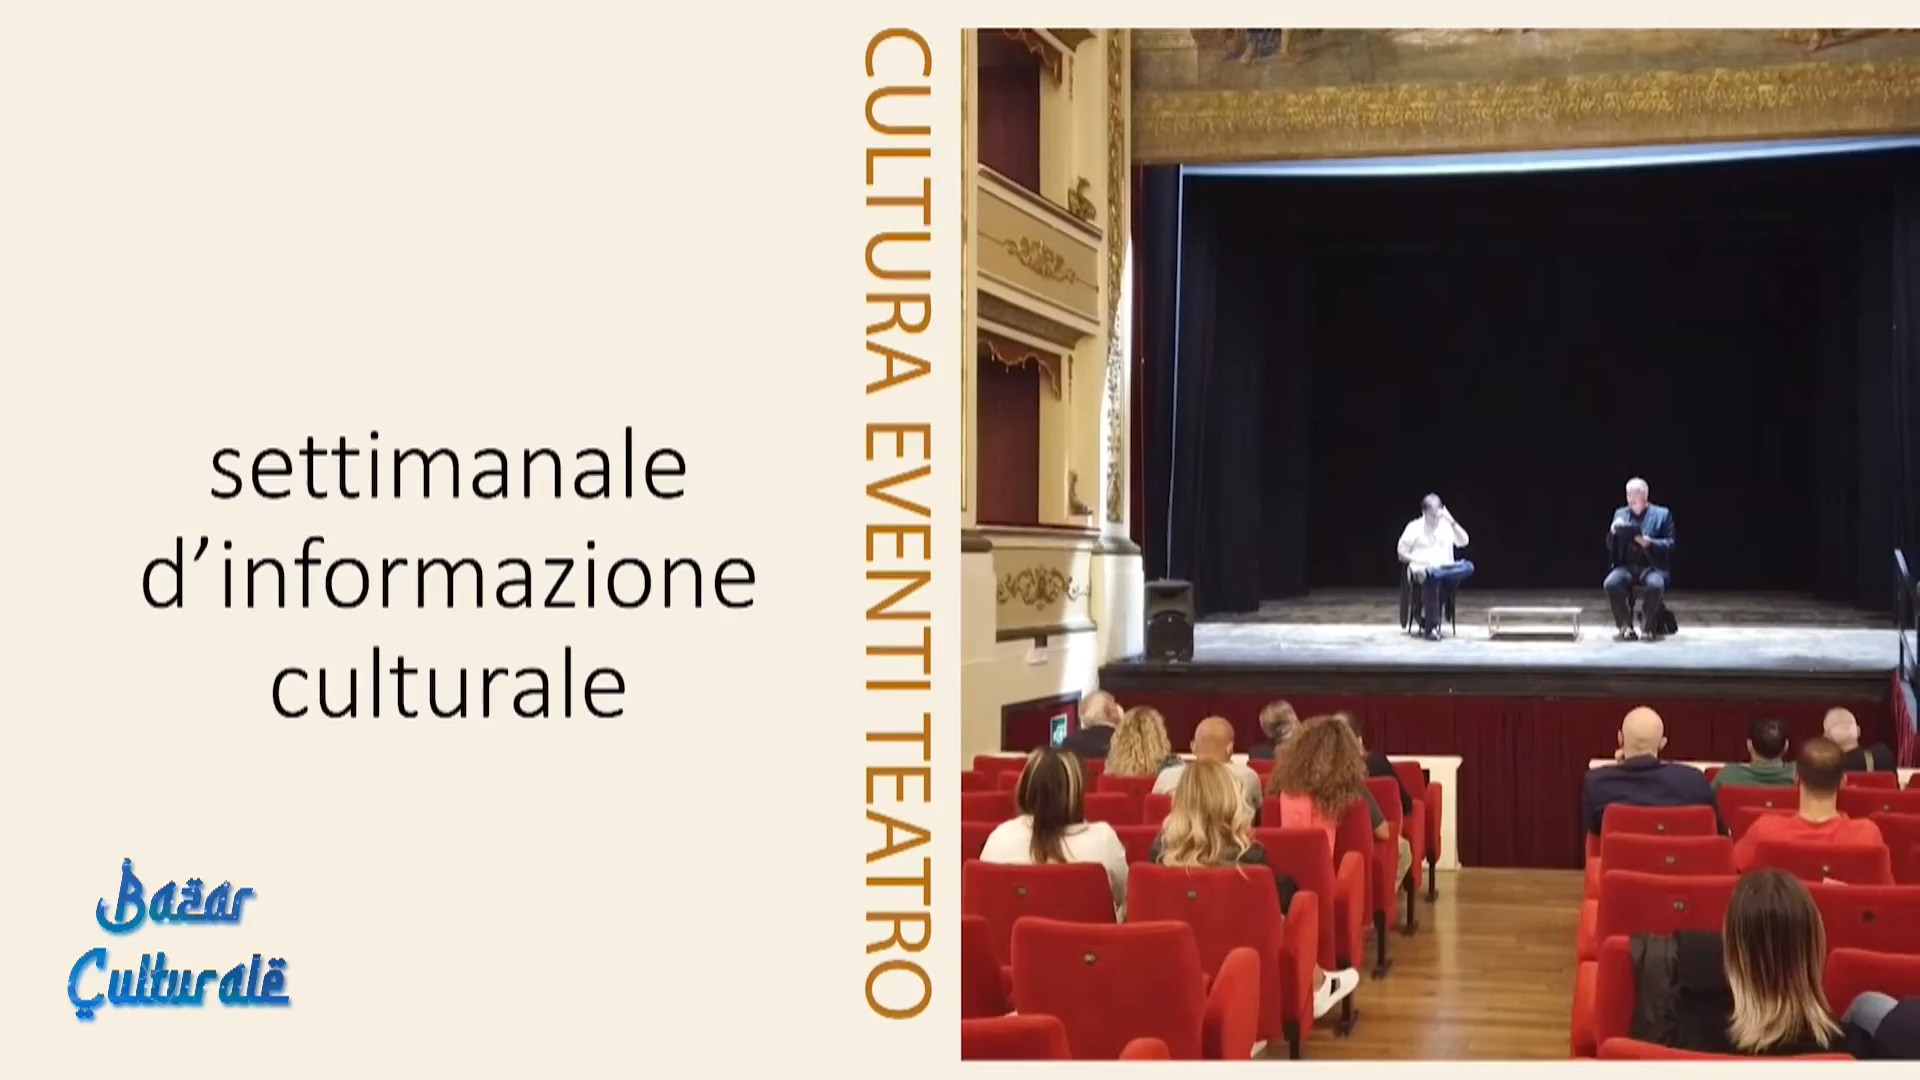 settimanale
d’informazione
culturale
CULTURA EVENTI TEATRO
Bazar
Culturale